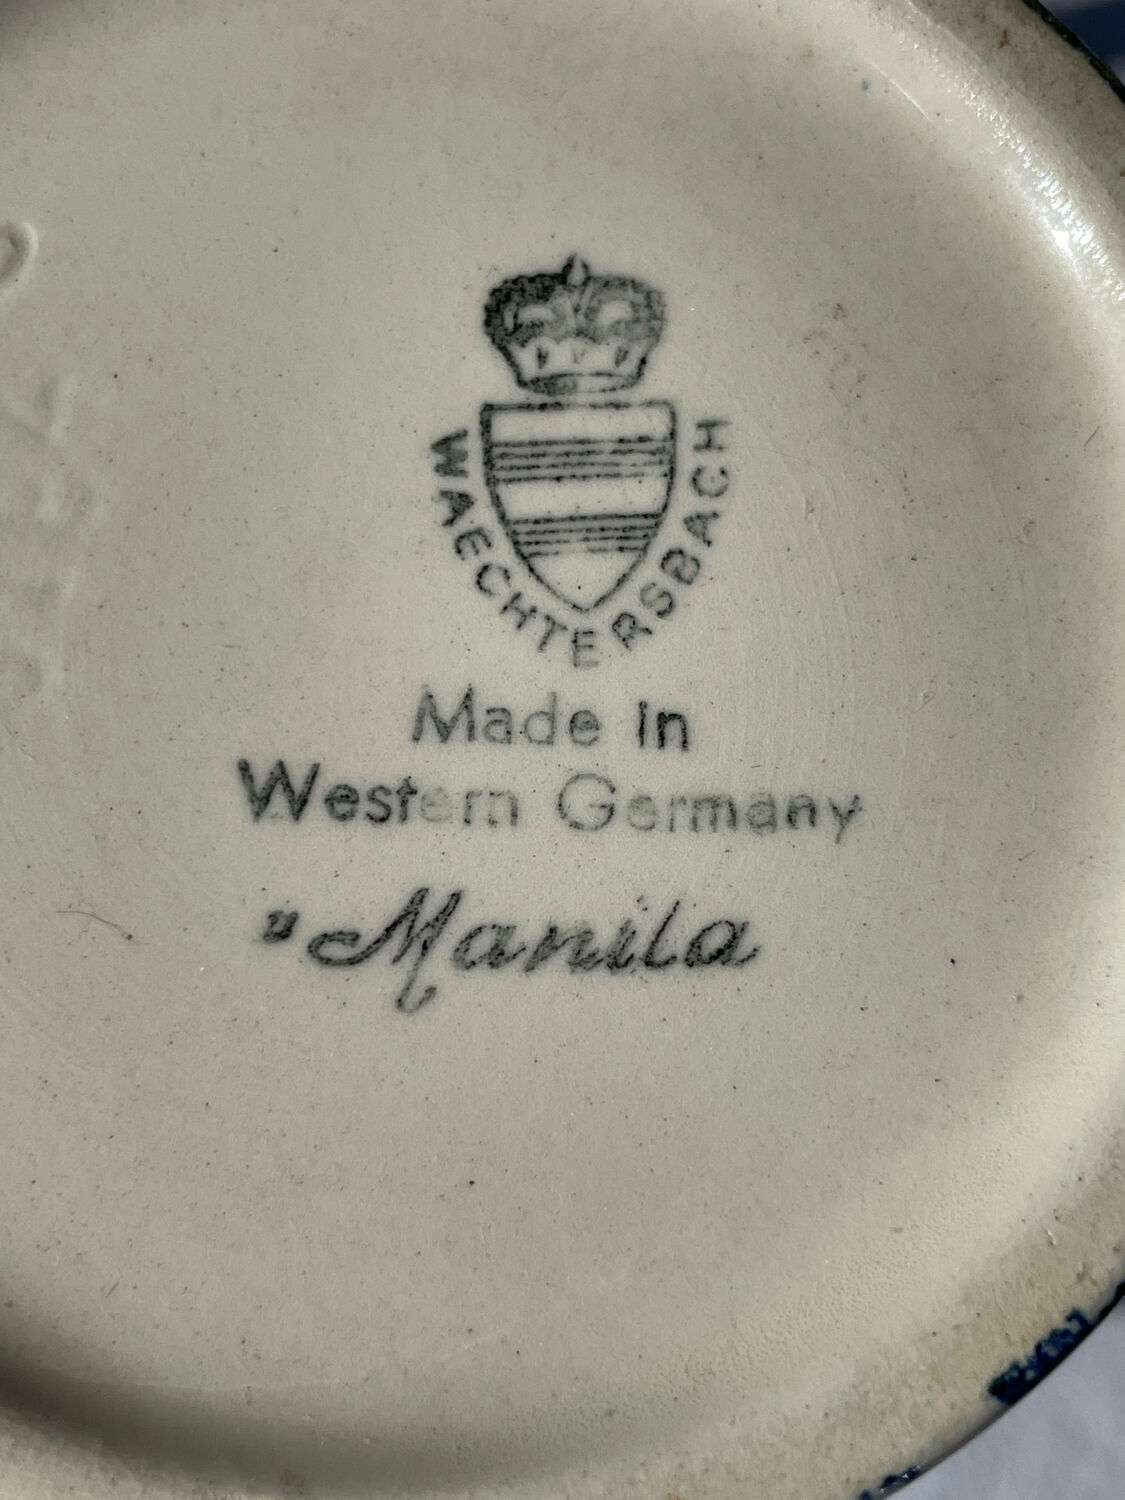 WAECHTERSBACH
Made in
Western Germany
"Manila